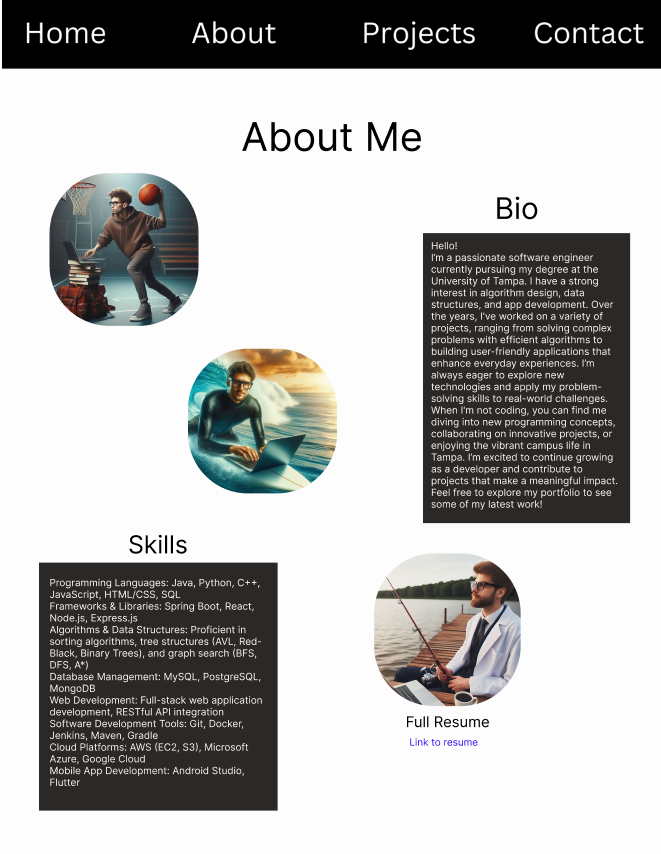 Home About Projects Contact
About Me
Bio
Hello!
I'm a passionate software engineer
currently pursuing my degree at the
University of Tampa. I have a strong
interest in algorithm design, data
structures, and app development. Over
the years, I've worked on a variety of
projects, ranging from solving complex
problems with efficient algorithms to
building user-friendly applications that
enhance everyday experiences. I'm
always eager to explore new
technologies and apply my problem-
solving skills to real-world challenges.
When I'm not coding, you can find me
diving into new programming concepts,
collaborating on innovative projects, or
enjoying the vibrant campus life in
Tampa. I'm excited to continue growing
as a developer and contribute to
projects that make a meaningful impact.
Feel free to explore my portfolio to see
some of my latest work!
Skills
Programming Languages: Java, Python, C++,
JavaScript, HTML/CSS, SQL
Frameworks & Libraries: Spring Boot, React,
Node.js, Express.js
Algorithms & Data Structures: Proficient in
sorting algorithms, tree structures (AVL, Red-
Black, Binary Trees), and graph search (BFS,
DFS, A*)
Database Management: MySQL, PostgreSQL,
MongoDB
Web Development: Full-stack web application
development, RESTful API integration
Software Development Tools: Git, Docker,
Jenkins, Maven, Gradle
Cloud Platforms: AWS (EC2, S3), Microsoft
Azure, Google Cloud
Mobile App Development: Android Studio,
Flutter
Full Resume
Link to resume